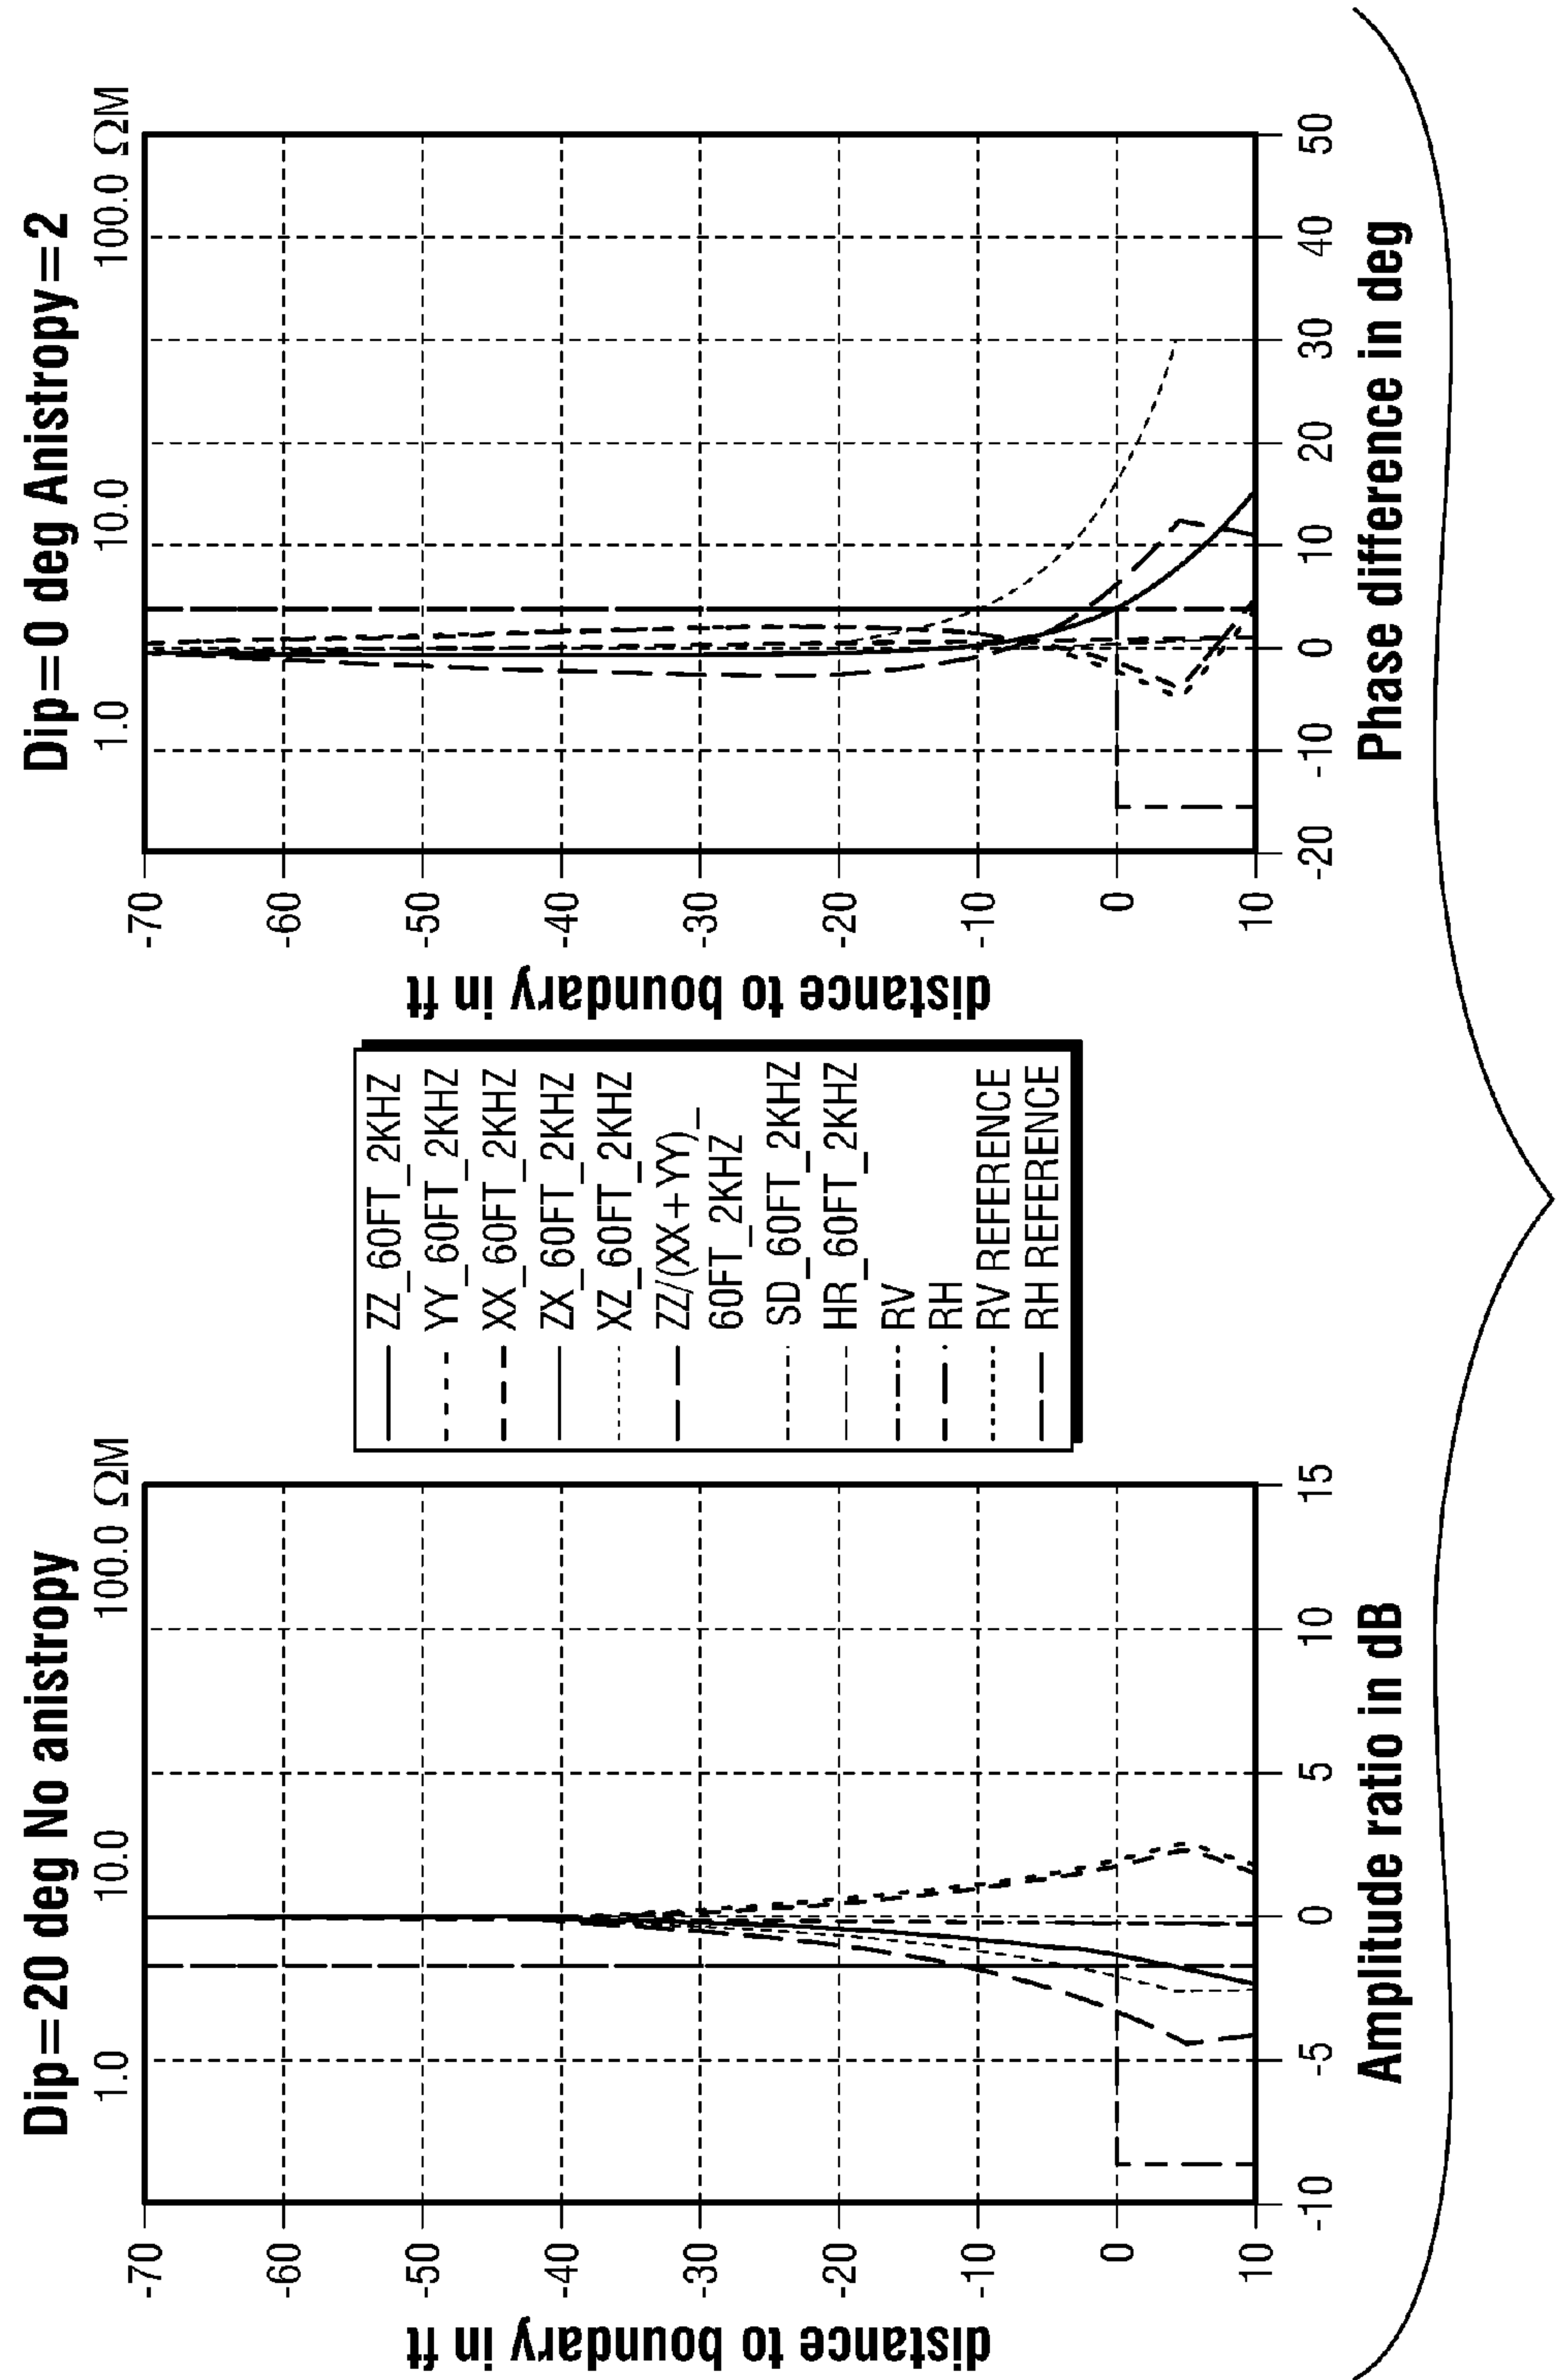 Dip=20 deg No anistropy
1.0 10.0 100.0 ΩM
distance to boundary in ft
-70
-60
-50
-40
-30
-20
-10
0
10
-10 -5 0 5 10 15
Amplitude ratio in dB
ZZ_60FT_2KHZ
YY_60FT_2KHZ
XX_60FT_2KHZ
ZX_60FT_2KHZ
XZ_60FT_2KHZ
ZZ/(XX+YY)_
60FT_2KHZ
SD_60FT_2KHZ
HR_60FT_2KHZ
RV
RH
RV REFERENCE
RH REFERENCE
Dip=0 deg Anistropy=2
1.0 10.0 100.0 ΩM
distance to boundary in ft
-70
-60
-50
-40
-30
-20
-10
0
10
-20 -10 0 10 20 30 40 50
Phase difference in deg